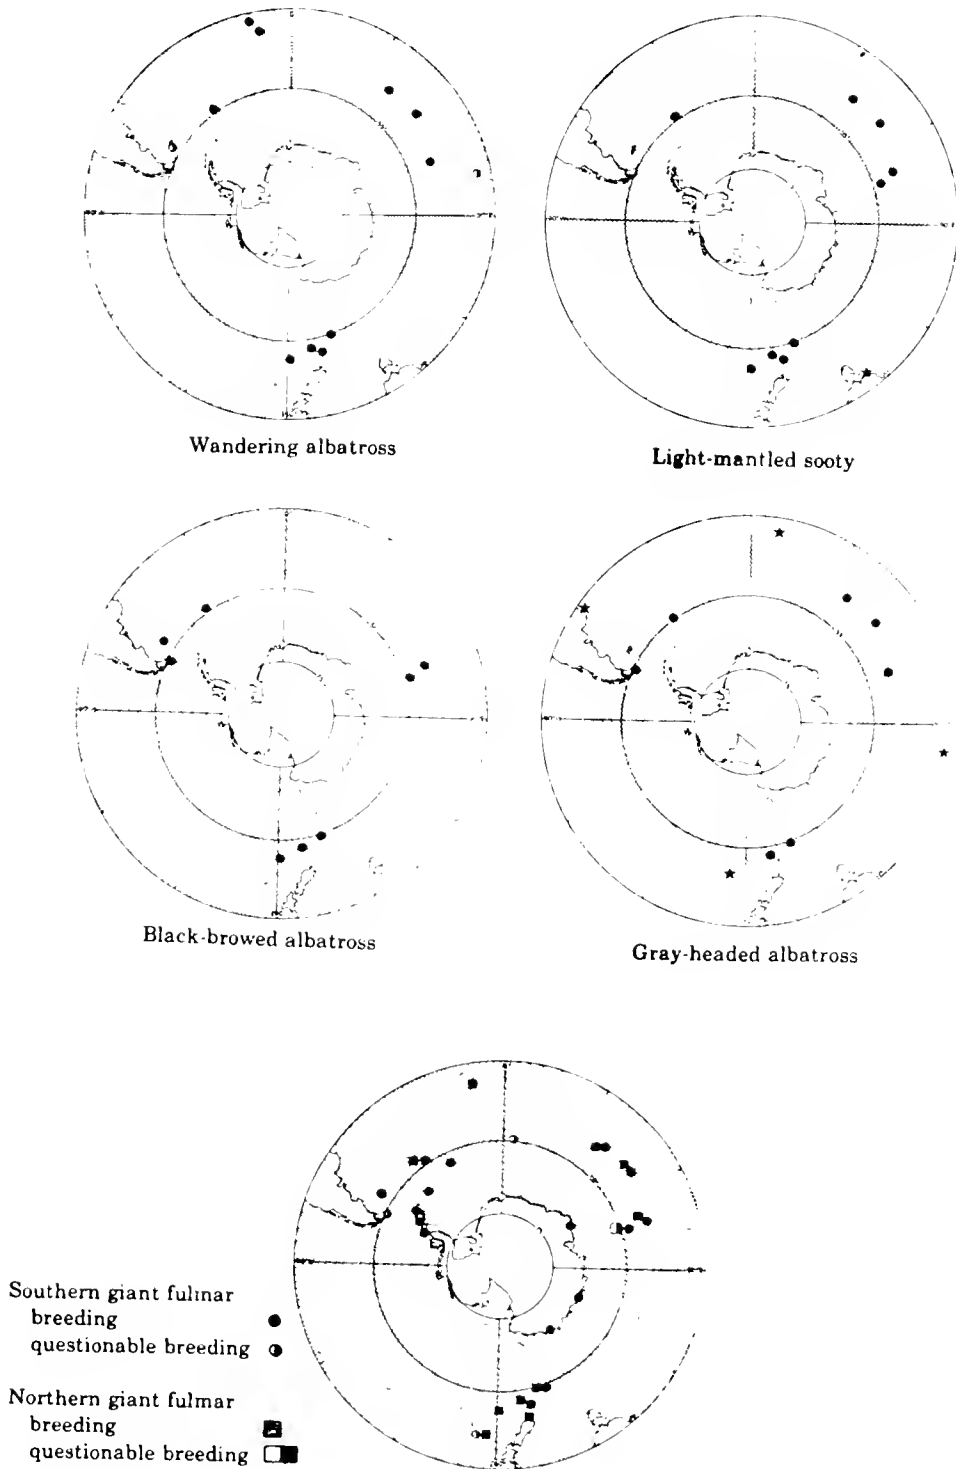 Wandering albatross
Light-mantled sooty
Black-browed albatross
Gray-headed albatross
Southern giant fulmar
breeding
questionable breeding
Northern giant fulmar
breeding
questionable breeding